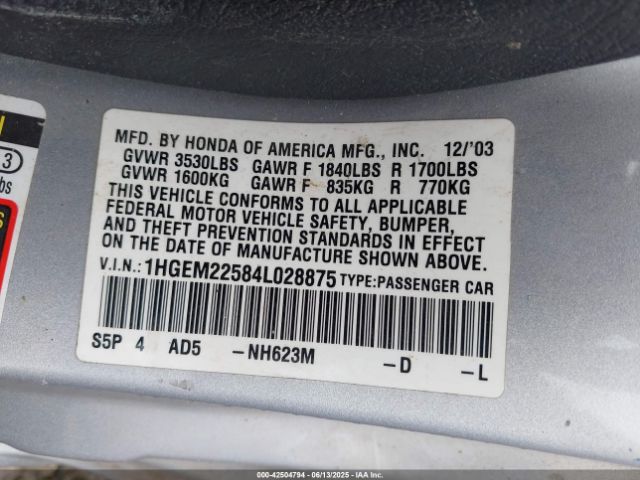 MFD. BY HONDA OF AMERICA MFG., INC. 12/'03
GVWR 3530LBS GAWR F 1840LBS R 1700LBS
GVWR 1600KG GAWR F 835KG R 770KG
THIS VEHICLE CONFORMS TO ALL APPLICABLE
FEDERAL MOTOR VEHICLE SAFETY, BUMPER,
AND THEFT PREVENTION STANDARDS IN EFFECT
ON THE DATE OF MANUFACTURE SHOWN ABOVE.
V.I.N.: 1HGEM22584L028875 TYPE:PASSENGER CAR
S5P 4 AD5 -NH623M -D -L
3
bs
000-42504794 - 06/13/2025 - IAA Inc.